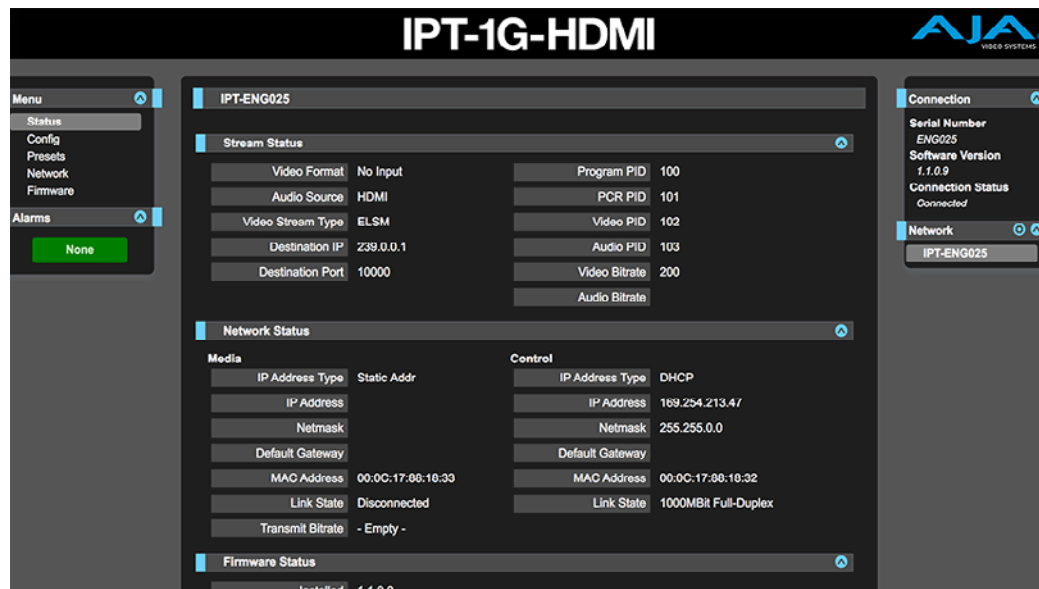 IPT-1G-HDMI
AJA
VIDEO SYSTEMS
Menu
Status
Config
Presets
Network
Firmware
Alarms
None
IPT-ENG025
Stream Status
Video Format No Input
Audio Source HDMI
Video Stream Type ELSM
Destination IP 239.0.0.1
Destination Port 10000
Program PID 100
PCR PID 101
Video PID 102
Audio PID 103
Video Bitrate 200
Audio Bitrate
Network Status
Media
IP Address Type Static Addr
IP Address
Netmask
Default Gateway
MAC Address 00:0C:17:88:18:33
Link State Disconnected
Transmit Bitrate - Empty -
Control
IP Address Type DHCP
IP Address 169.254.213.47
Netmask 255.255.0.0
Default Gateway
MAC Address 00:0C:17:88:18:32
Link State 1000MBit Full-Duplex
Firmware Status
Connection
Serial Number
ENG025
Software Version
1.1.0.9
Connection Status
Connected
Network
IPT-ENG025